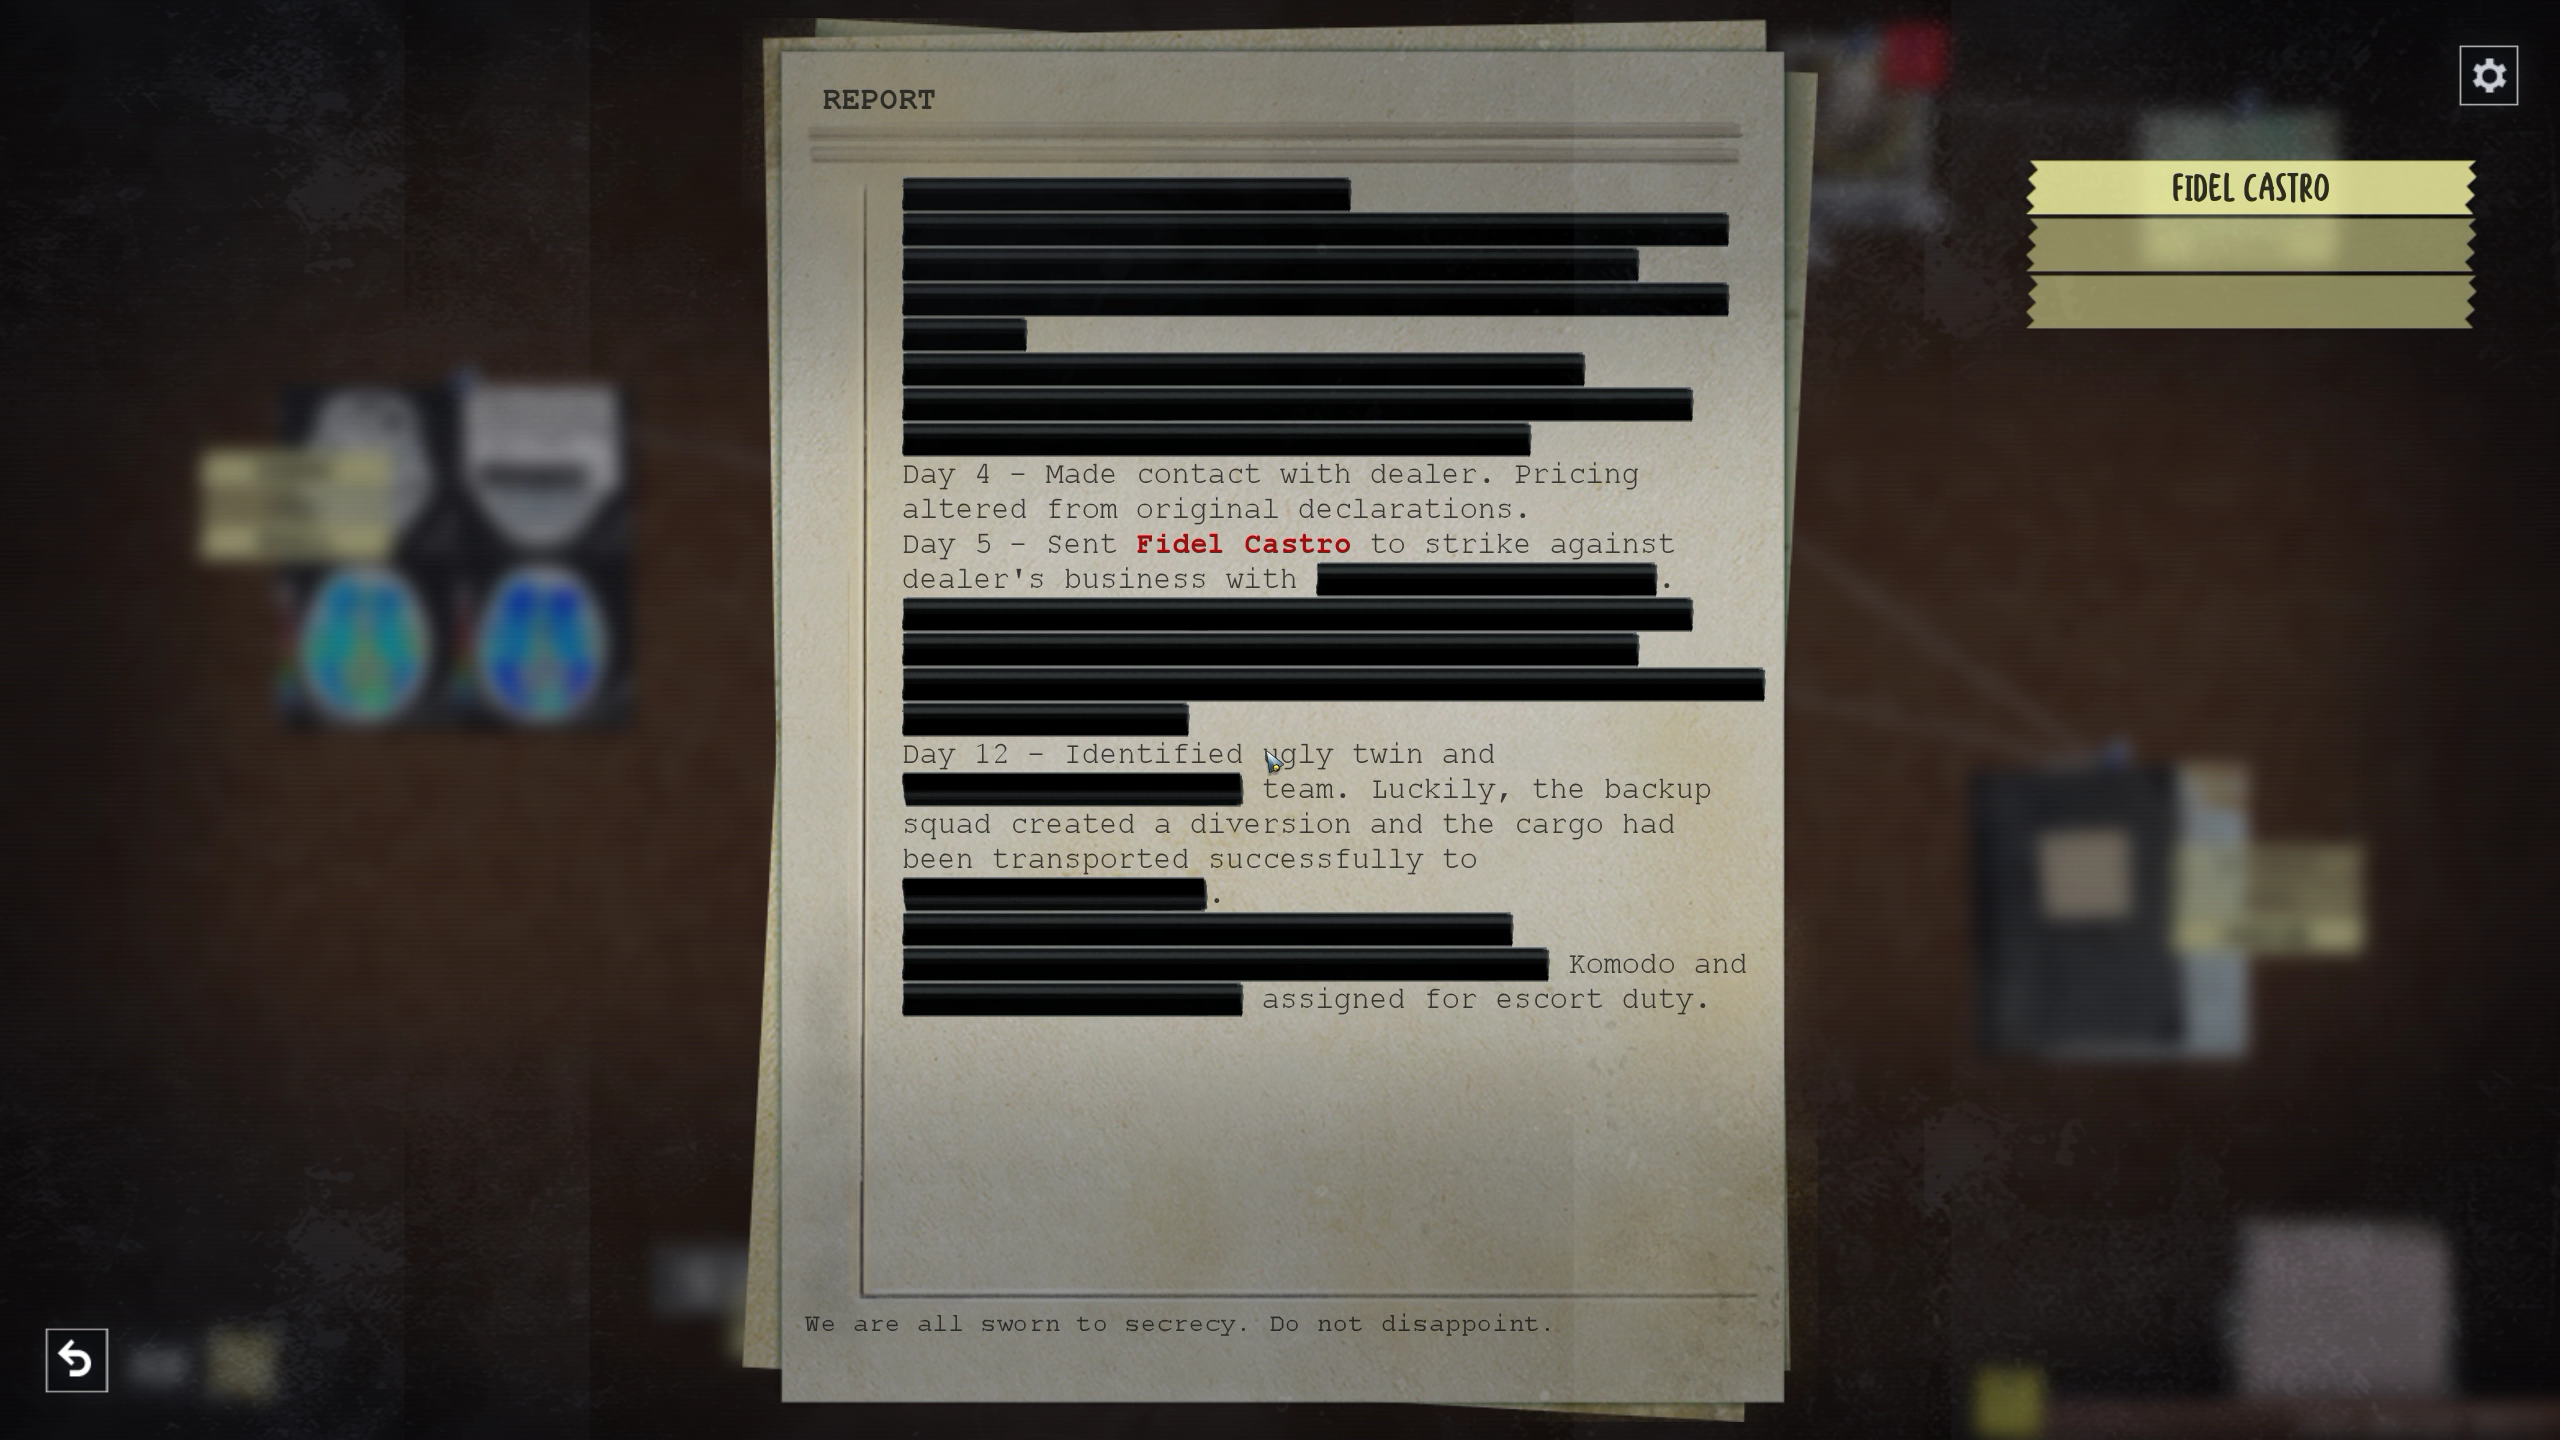 REPORT
FIDEL CASTRO
Day 4 - Made contact with dealer. Pricing
altered from original declarations.
Day 5 - Sent Fidel Castro to strike against
dealer's business with .
Day 12 - Identified ugly twin and
team. Luckily, the backup
squad created a diversion and the cargo had
been transported successfully to
.
Komodo and
assigned for escort duty.
We are all sworn to secrecy. Do not disappoint.